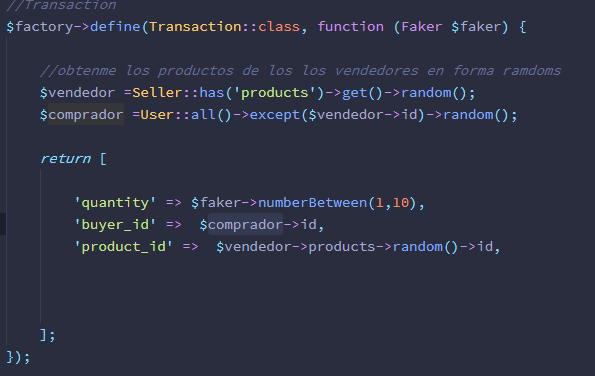 //Transaction
$factory->define(Transaction::class, function (Faker $faker) {
//obtenme los productos de los los vendedores en forma ramdoms
$vendedor =Seller::has('products')->get()->random();
$comprador =User::all()->except($vendedor->id)->random();
return [
'quantity' => $faker->numberBetween(1,10),
'buyer_id' =>  $comprador->id,
'product_id' =>  $vendedor->products->random()->id,
];
});